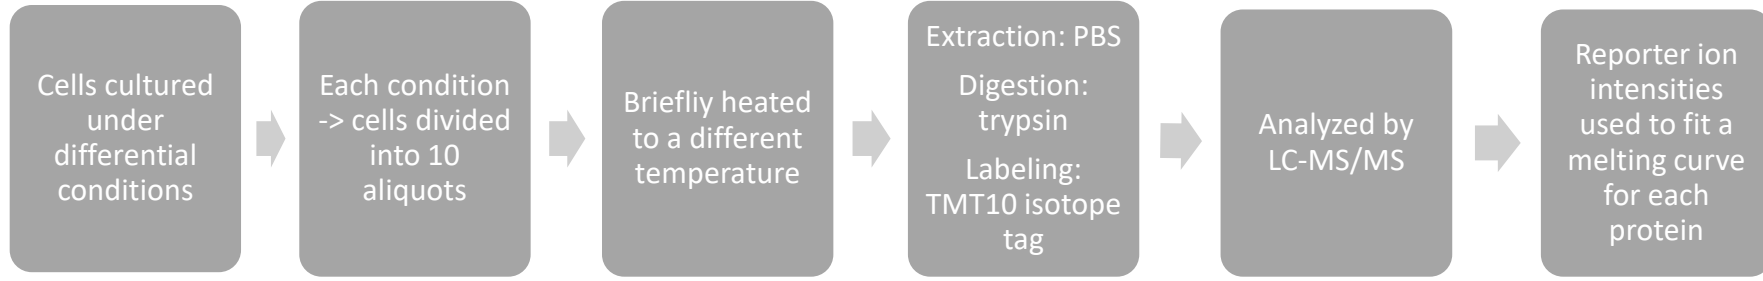 Cells cultured
under
differential
conditions
Each condition
-> cells divided
into 10
aliquots
Briefliy heated
to a different
temperature
Extraction: PBS
Digestion:
trypsin
Labeling:
TMT10 isotope
tag
Analyzed by
LC-MS/MS
Reporter ion
intensities
used to fit a
melting curve
for each
protein